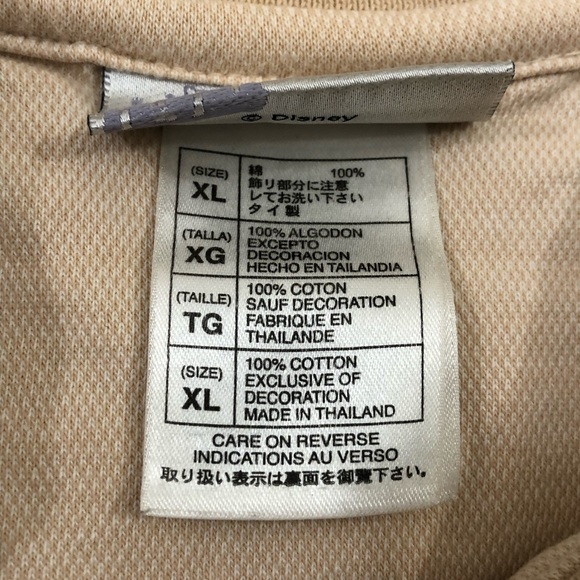 © Disney
(SIZE) XL
綿 100%
飾り部分に注意
してお洗い下さい
タイ製
(TALLA) XG
100% ALGODON
EXCEPTO
DECORACION
HECHO EN TAILANDIA
(TAILLE) TG
100% COTON
SAUF DECORATION
FABRIQUE EN
THAILANDE
(SIZE) XL
100% COTTON
EXCLUSIVE OF
DECORATION
MADE IN THAILAND
CARE ON REVERSE
INDICATIONS AU VERSO
取り扱い表示は裏面を御覧下さい。